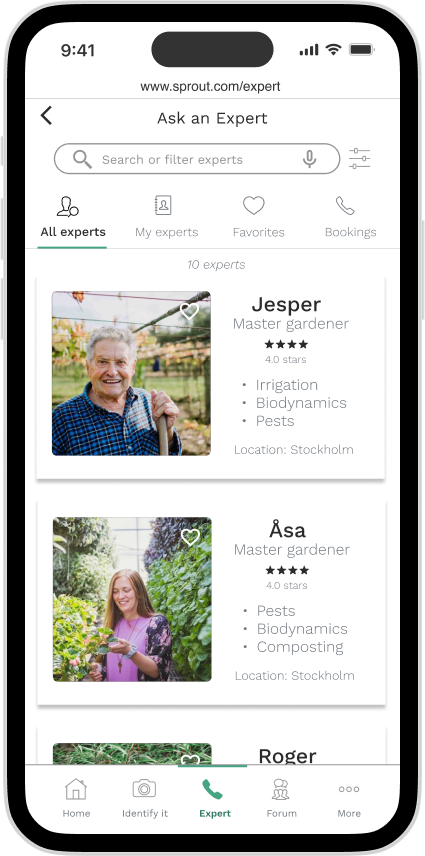 9:41
www.sprout.com/expert
Ask an Expert
Search or filter experts
All experts
My experts
Favorites
Bookings
10 experts
Jesper
Master gardener
4.0 stars
• Irrigation
• Biodynamics
• Pests
Location: Stockholm
Åsa
Master gardener
4.0 stars
• Pests
• Biodynamics
• Composting
Location: Stockholm
Roger
Home
Identify it
Expert
Forum
More